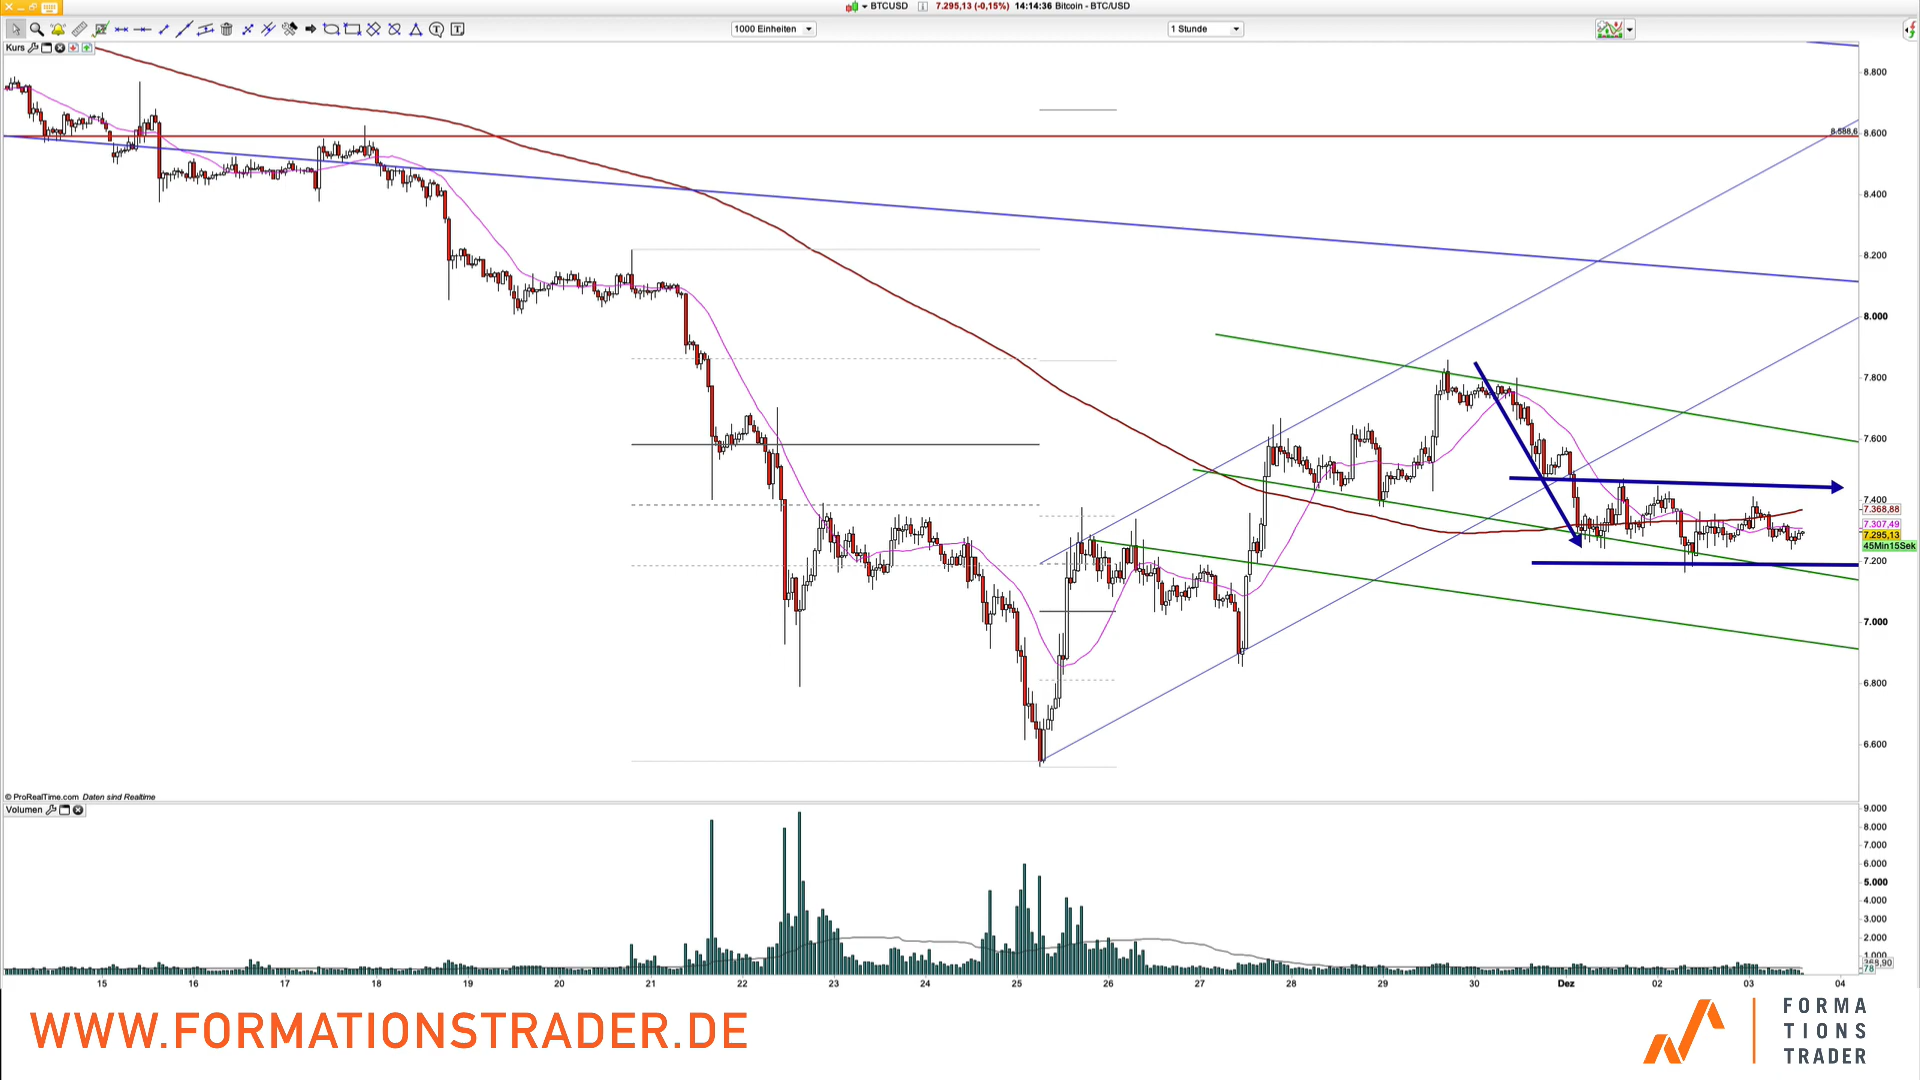 BTCUSD 7.295,13 (-0,15%) 14:14:36 Bitcoin - BTC/USD
1000 Einheiten
1 Stunde
Kurs
8.800
8.588,6
8.600
8.400
8.200
8.000
7.800
7.600
7.400
7.368,88
7.307,49
7.295,13
45Min15Sek
7.200
7.000
6.800
6.600
© ProRealTime.com Daten sind Realtime
Volumen
9.000
8.000
7.000
6.000
5.000
4.000
3.000
2.000
1.000
78
15 16 17 18 19 20 21 22 23 24 25 26 27 28 29 30 Dez 02 03 04
WWW.FORMATIONSTRADER.DE
FORMA
TIONS
TRADER